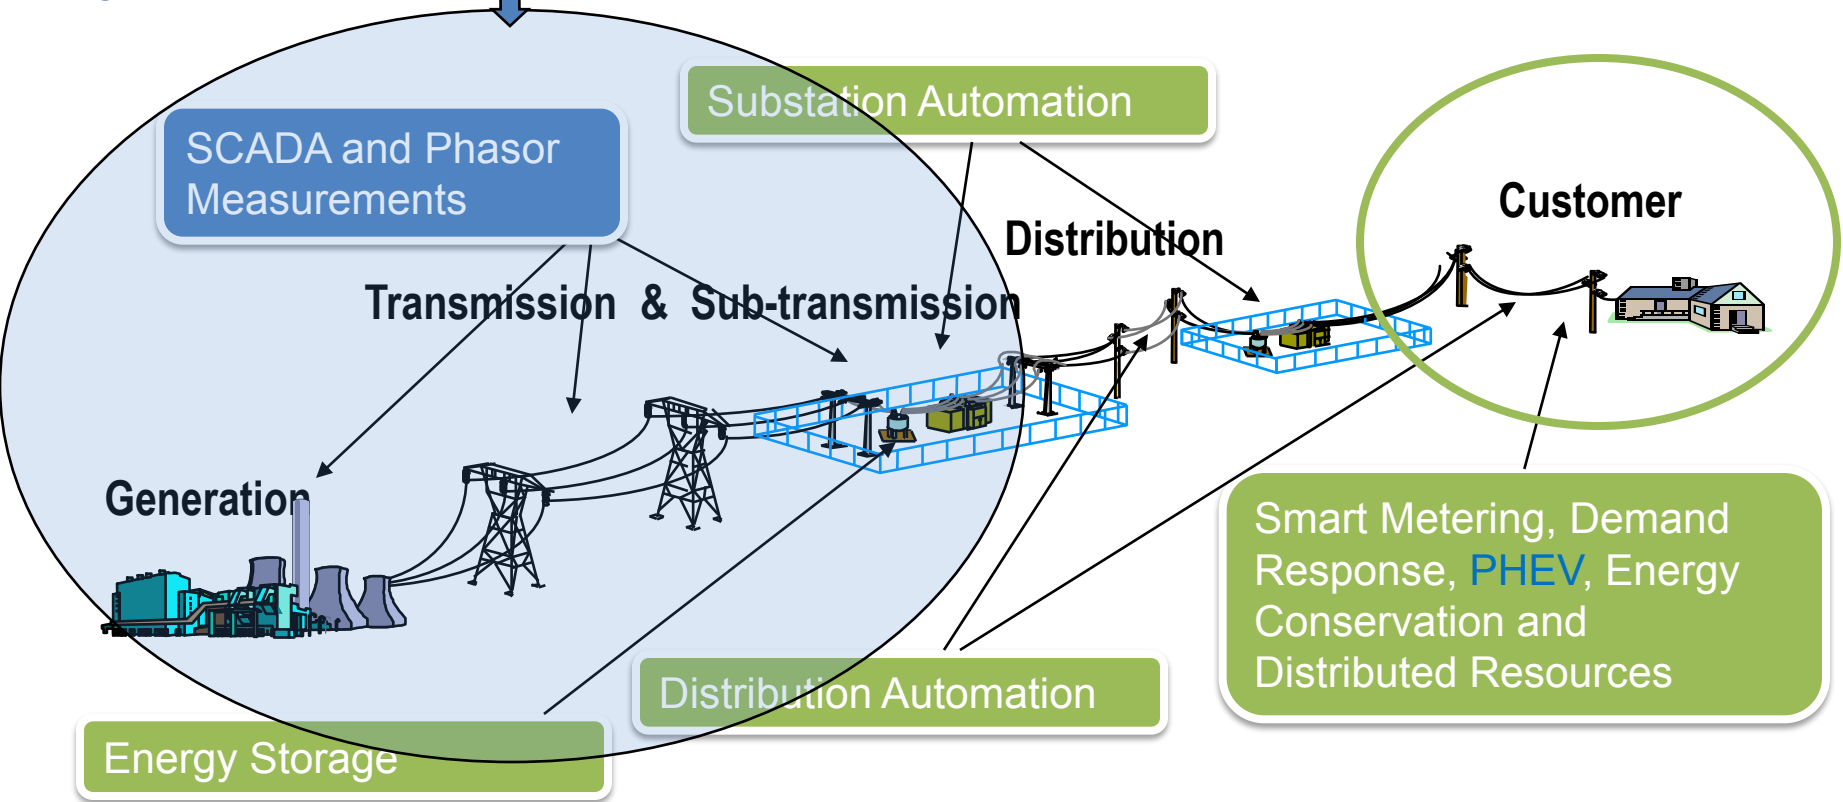 Substation Automation
SCADA and Phasor
Measurements
Customer
Distribution
Transmission & Sub-transmission
Generation
Smart Metering, Demand
Response, PHEV, Energy
Conservation and
Distributed Resources
Distribution Automation
Energy Storage